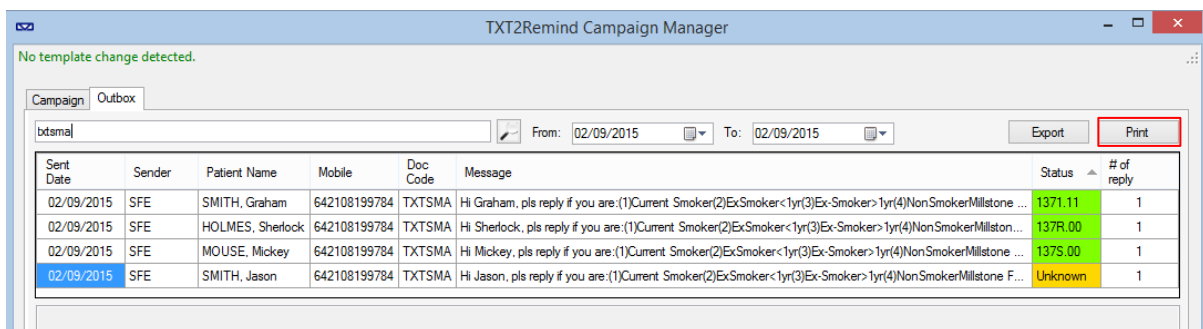 TXT2Remind Campaign Manager
No template change detected.
Campaign Outbox
txtsma From: 02/09/2015 To: 02/09/2015 Export Print
Sent Date Sender Patient Name Mobile Doc Code Message Status # of reply
02/09/2015 SFE SMITH, Graham 642108199784 TXTSMA Hi Graham, pls reply if you are:(1)Current Smoker(2)ExSmoker<1yr(3)Ex-Smoker>1yr(4)NonSmokerMillstone ... 1371.11 1
02/09/2015 SFE HOLMES, Sherlock 642108199784 TXTSMA Hi Sherlock, pls reply if you are:(1)Current Smoker(2)ExSmoker<1yr(3)Ex-Smoker>1yr(4)NonSmokerMillston... 137R.00 1
02/09/2015 SFE MOUSE, Mickey 642108199784 TXTSMA Hi Mickey, pls reply if you are:(1)Current Smoker(2)ExSmoker<1yr(3)Ex-Smoker>1yr(4)NonSmokerMillstone ... 137S.00 1
02/09/2015 SFE SMITH, Jason 642108199784 TXTSMA Hi Jason, pls reply if you are:(1)Current Smoker(2)ExSmoker<1yr(3)Ex-Smoker>1yr(4)NonSmokerMillstone F... Unknown 1